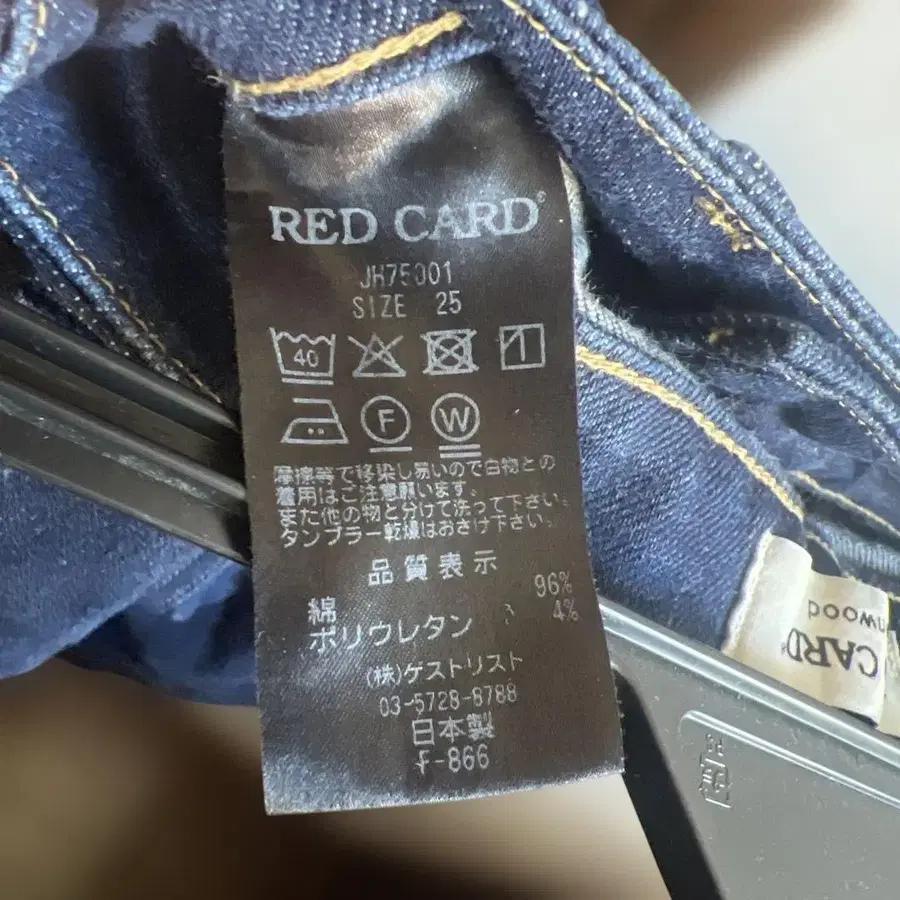 RED CARD®
JH75001
SIZE 25
40
F W
摩擦等で移染し易いので白物との
着用はご注意願います。
また他の物と分けて洗って下さい。
タンブラー乾燥はおさけ下さい。
品質表示
綿 96%
ポリウレタン 4%
(株)ゲストリスト
03-5728-8788
日本製
F-866
CARD
nwood